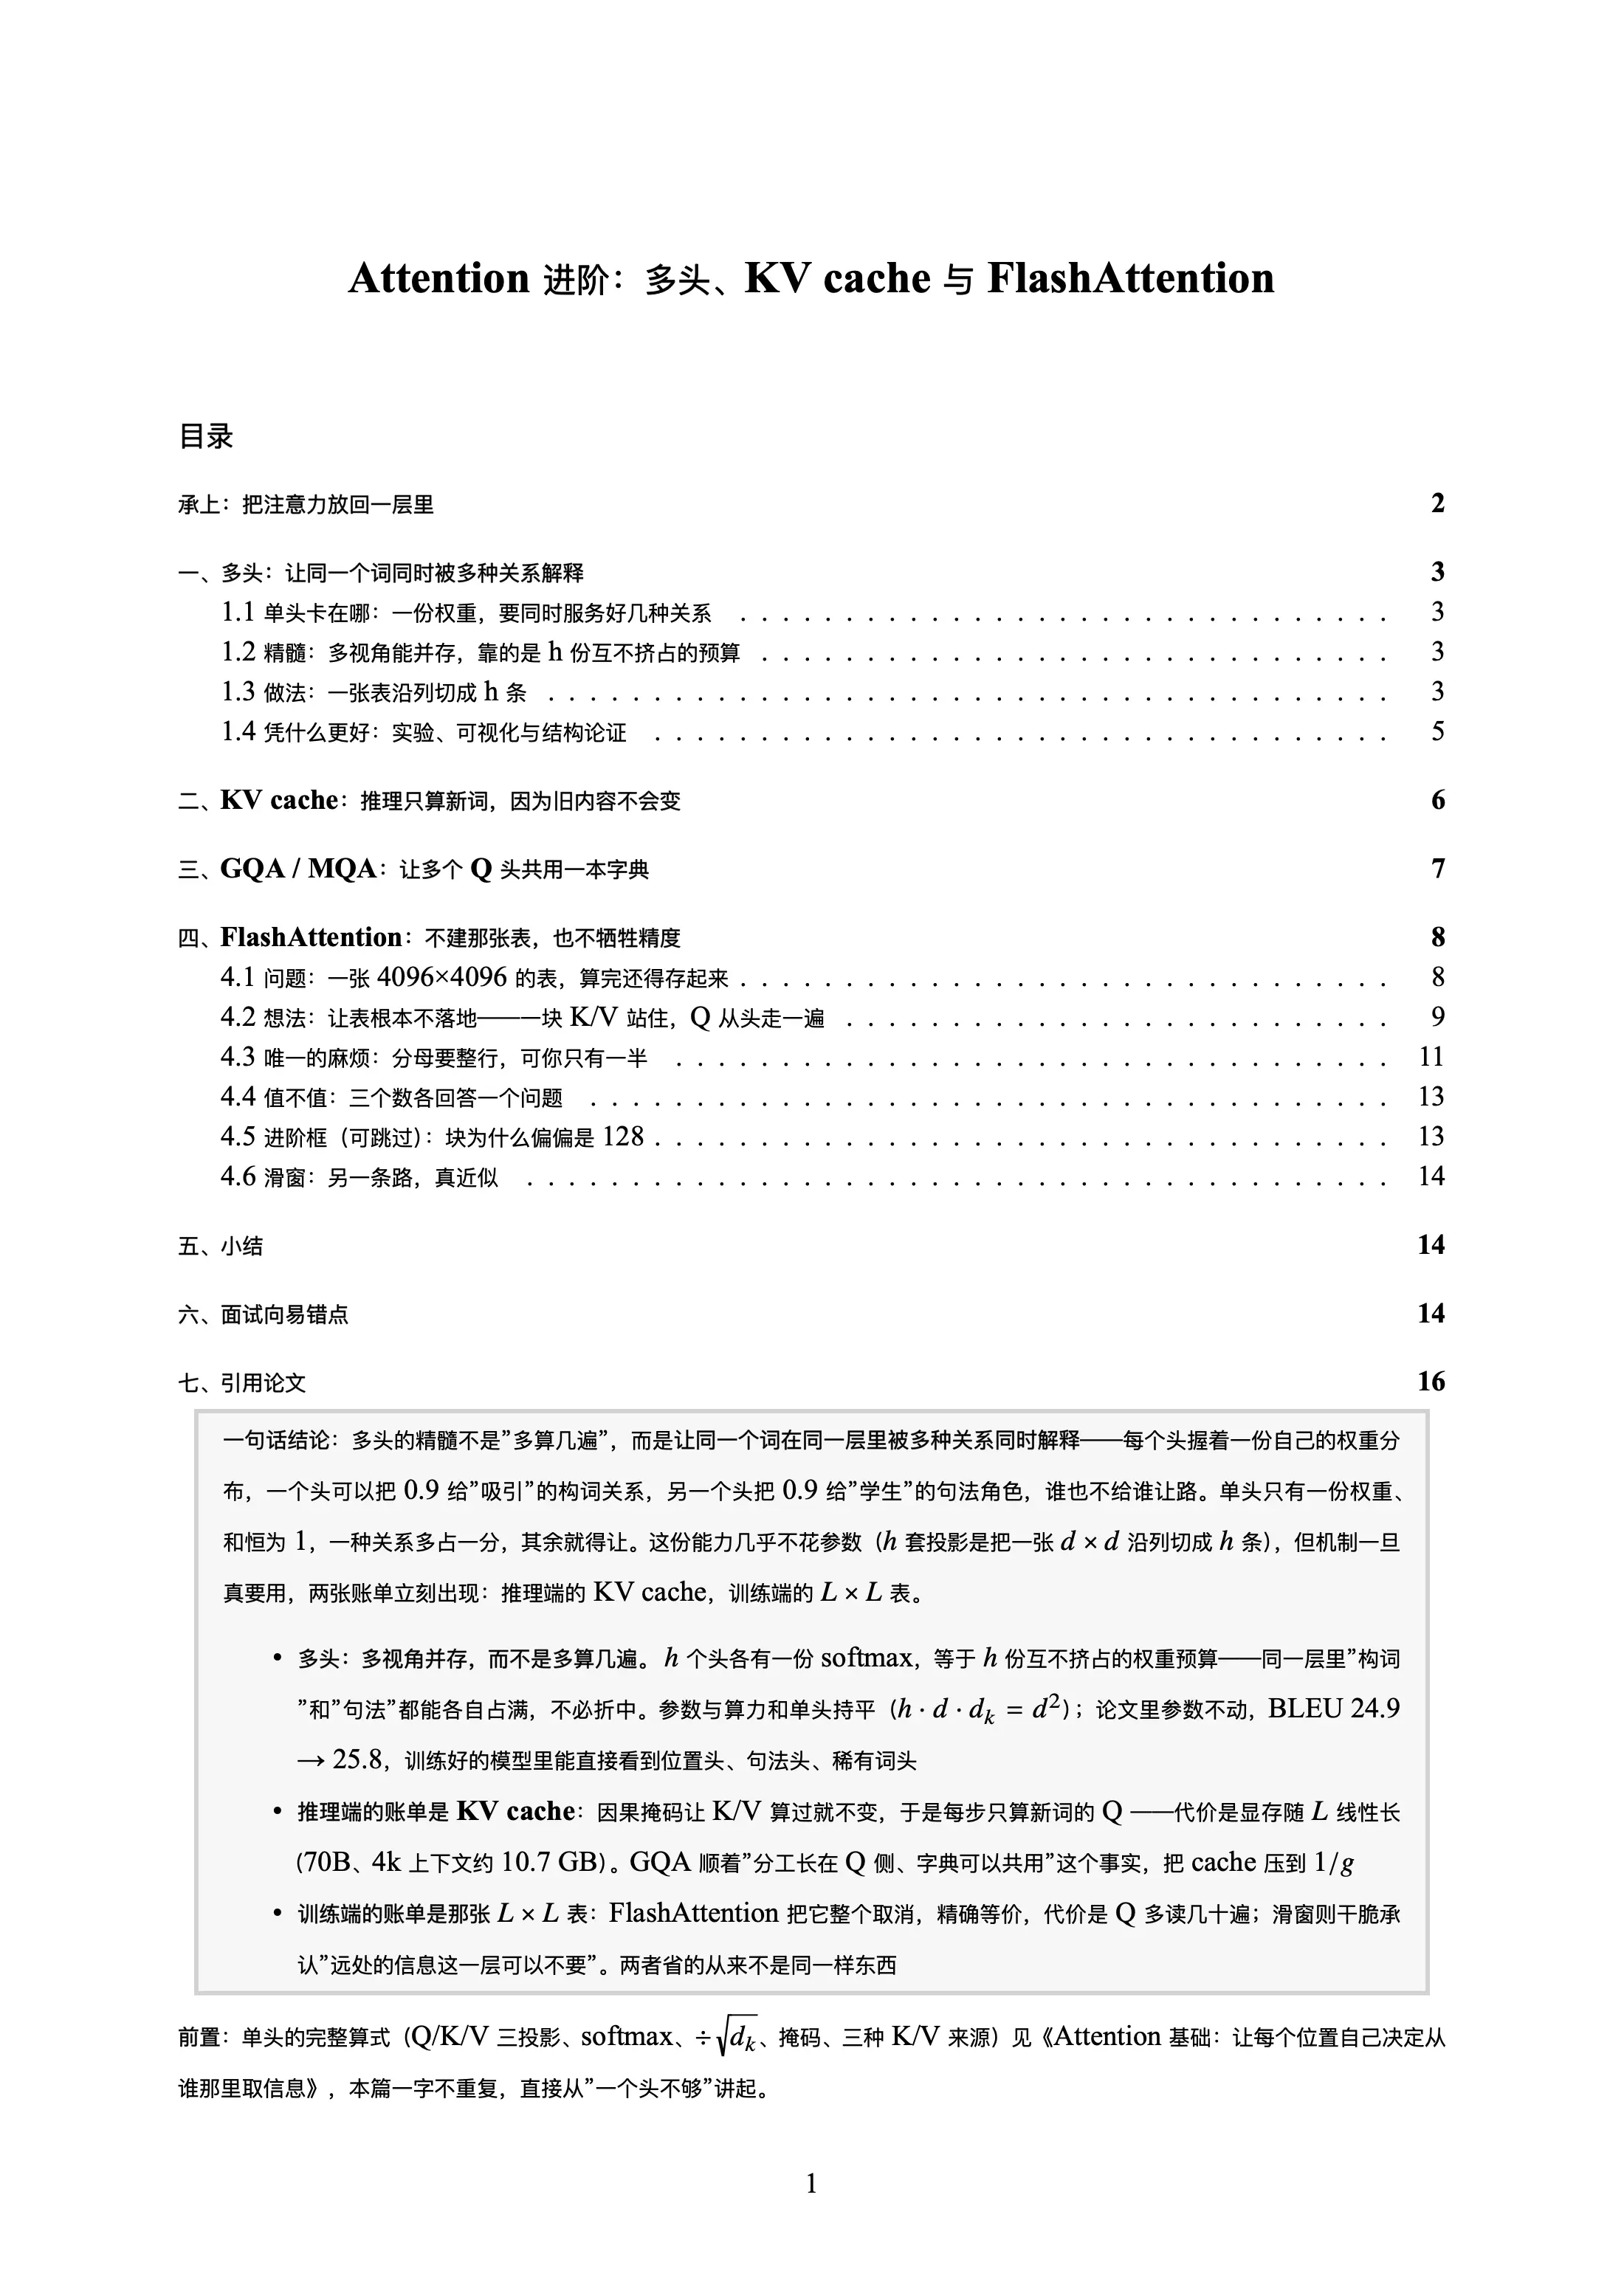 Attention 进阶：多头、KV cache 与 FlashAttention
目录
承上：把注意力放回一层里 2
一、多头：让同一个词同时被多种关系解释 3
1.1 单头卡在哪：一份权重，要同时服务好几种关系 . . . . . . . . . . . . . . . . . . . . . . . . . . . . . . . 3
1.2 精髓：多视角能并存，靠的是 h 份互不挤占的预算 . . . . . . . . . . . . . . . . . . . . . . . . . . . . . . 3
1.3 做法：一张表沿列切成 h 条 . . . . . . . . . . . . . . . . . . . . . . . . . . . . . . . . . . . . . . . . 3
1.4 凭什么更好：实验、可视化与结构论证 . . . . . . . . . . . . . . . . . . . . . . . . . . . . . . . . . . . 5
二、KV cache：推理只算新词，因为旧内容不会变 6
三、GQA / MQA：让多个 Q 头共用一本字典 7
四、FlashAttention：不建那张表，也不牺牲精度 8
4.1 问题：一张 4096×4096 的表，算完还得存起来 . . . . . . . . . . . . . . . . . . . . . . . . . . . . . . . 8
4.2 想法：让表根本不落地——一块 K/V 站住，Q 从头走一遍 . . . . . . . . . . . . . . . . . . . . . . . . . . 9
4.3 唯一的麻烦：分母要整行，可你只有一半 . . . . . . . . . . . . . . . . . . . . . . . . . . . . . . . . . . 11
4.4 值不值：三个数各回答一个问题 . . . . . . . . . . . . . . . . . . . . . . . . . . . . . . . . . . . . . . 13
4.5 进阶框（可跳过）：块为什么偏偏是 128 . . . . . . . . . . . . . . . . . . . . . . . . . . . . . . . . . . . 13
4.6 滑窗：另一条路，真近似 . . . . . . . . . . . . . . . . . . . . . . . . . . . . . . . . . . . . . . . . . 14
五、小结 14
六、面试向易错点 14
七、引用论文 16
一句话结论：多头的精髓不是”多算几遍”，而是让同一个词在同一层里被多种关系同时解释——每个头握着一份自己的权重分
布，一个头可以把 0.9 给”吸引”的构词关系，另一个头把 0.9 给”学生”的句法角色，谁也不给谁让路。单头只有一份权重、
和恒为 1，一种关系多占一分，其余就得让。这份能力几乎不花参数（h 套投影是把一张 d × d 沿列切成 h 条），但机制一旦
真要用，两张账单立刻出现：推理端的 KV cache，训练端的 L × L 表。
• 多头：多视角并存，而不是多算几遍。h 个头各有一份 softmax，等于 h 份互不挤占的权重预算——同一层里”构词
”和”句法”都能各自占满，不必折中。参数与算力和单头持平（h · d · dₖ = d²）；论文里参数不动，BLEU 24.9
→ 25.8，训练好的模型里能直接看到位置头、句法头、稀有词头
• 推理端的账单是 KV cache：因果掩码让 K/V 算过就不变，于是每步只算新词的 Q ——代价是显存随 L 线性长
（70B、4k 上下文约 10.7 GB）。GQA 顺着”分工长在 Q 侧、字典可以共用”这个事实，把 cache 压到 1/g
• 训练端的账单是那张 L × L 表：FlashAttention 把它整个取消，精确等价，代价是 Q 多读几十遍；滑窗则干脆承
认”远处的信息这一层可以不要”。两者省的从来不是同一样东西
前置：单头的完整算式（Q/K/V 三投影、softmax、÷√dₖ、掩码、三种 K/V 来源）见《Attention 基础：让每个位置自己决定从
谁那里取信息》，本篇一字不重复，直接从”一个头不够”讲起。
1